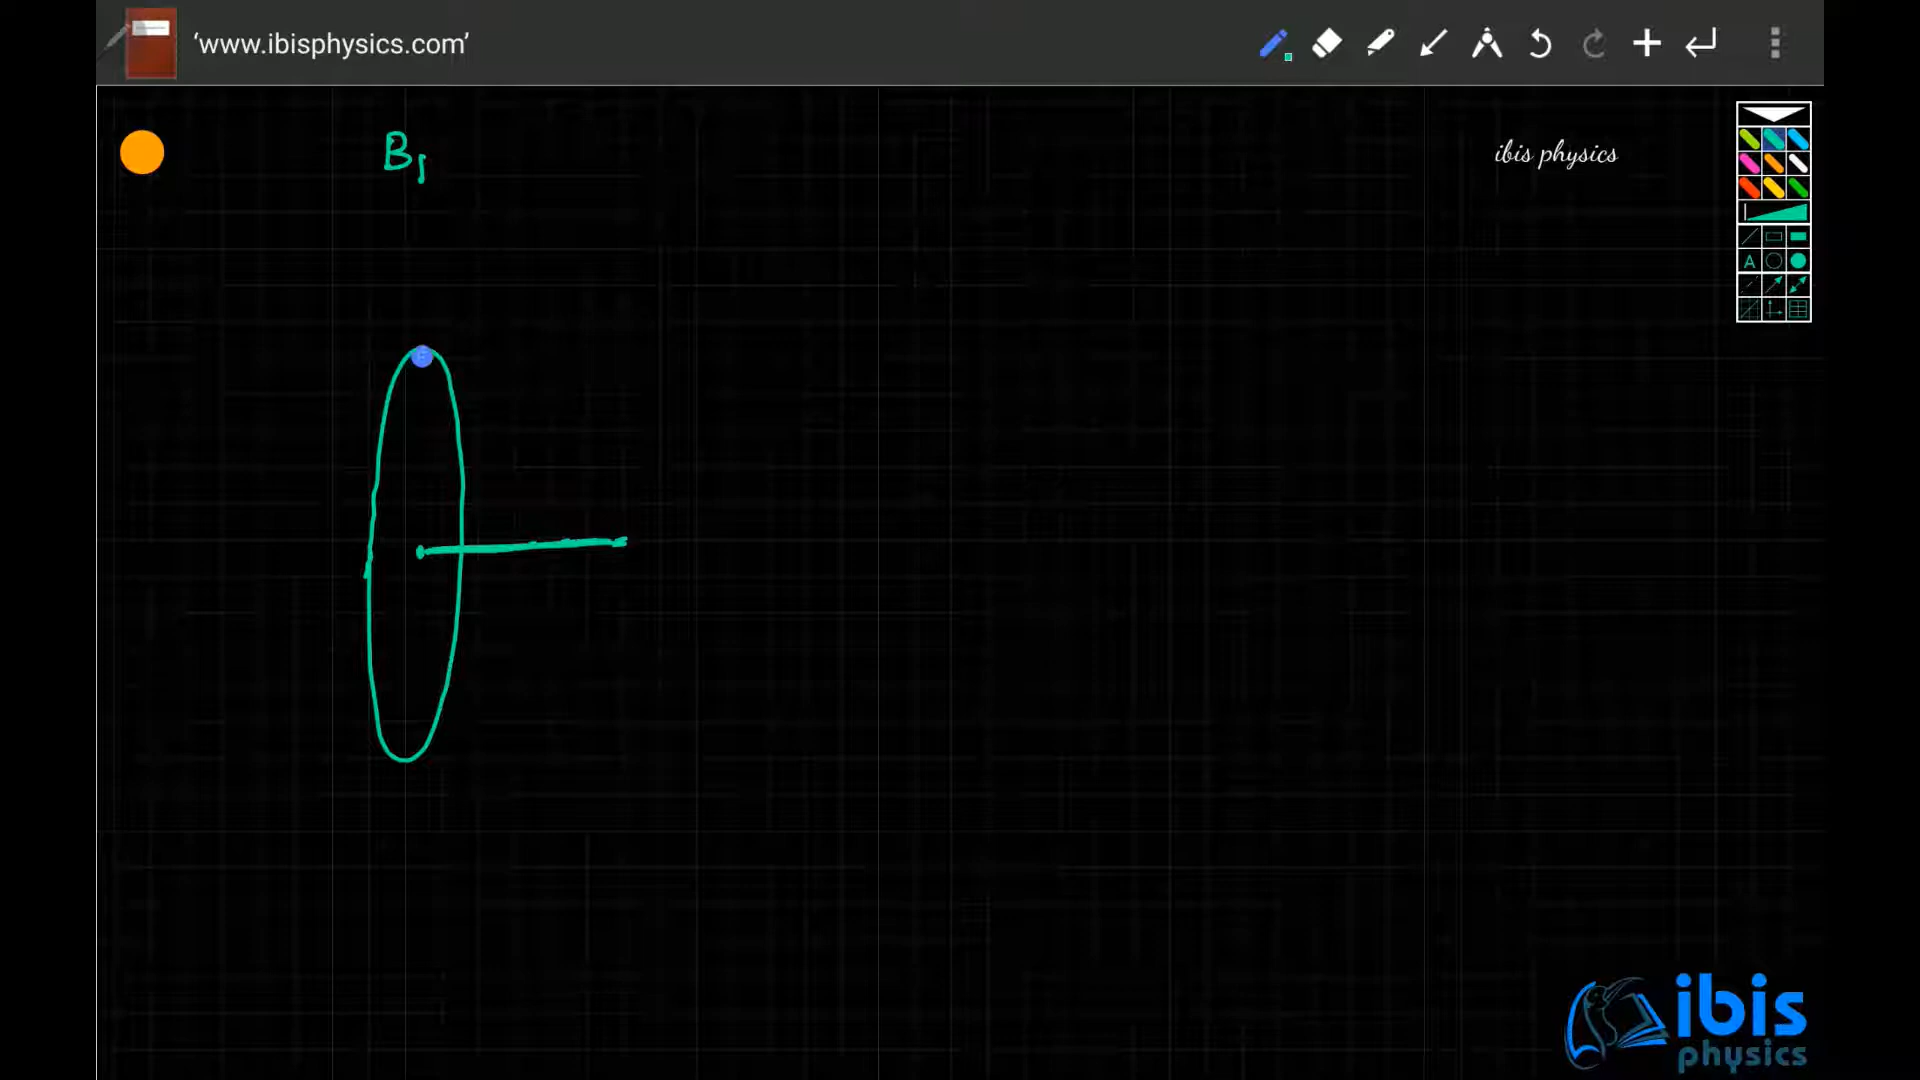 'www.ibisphysics.com'
B₁
ibis physics
A
ibis
physics